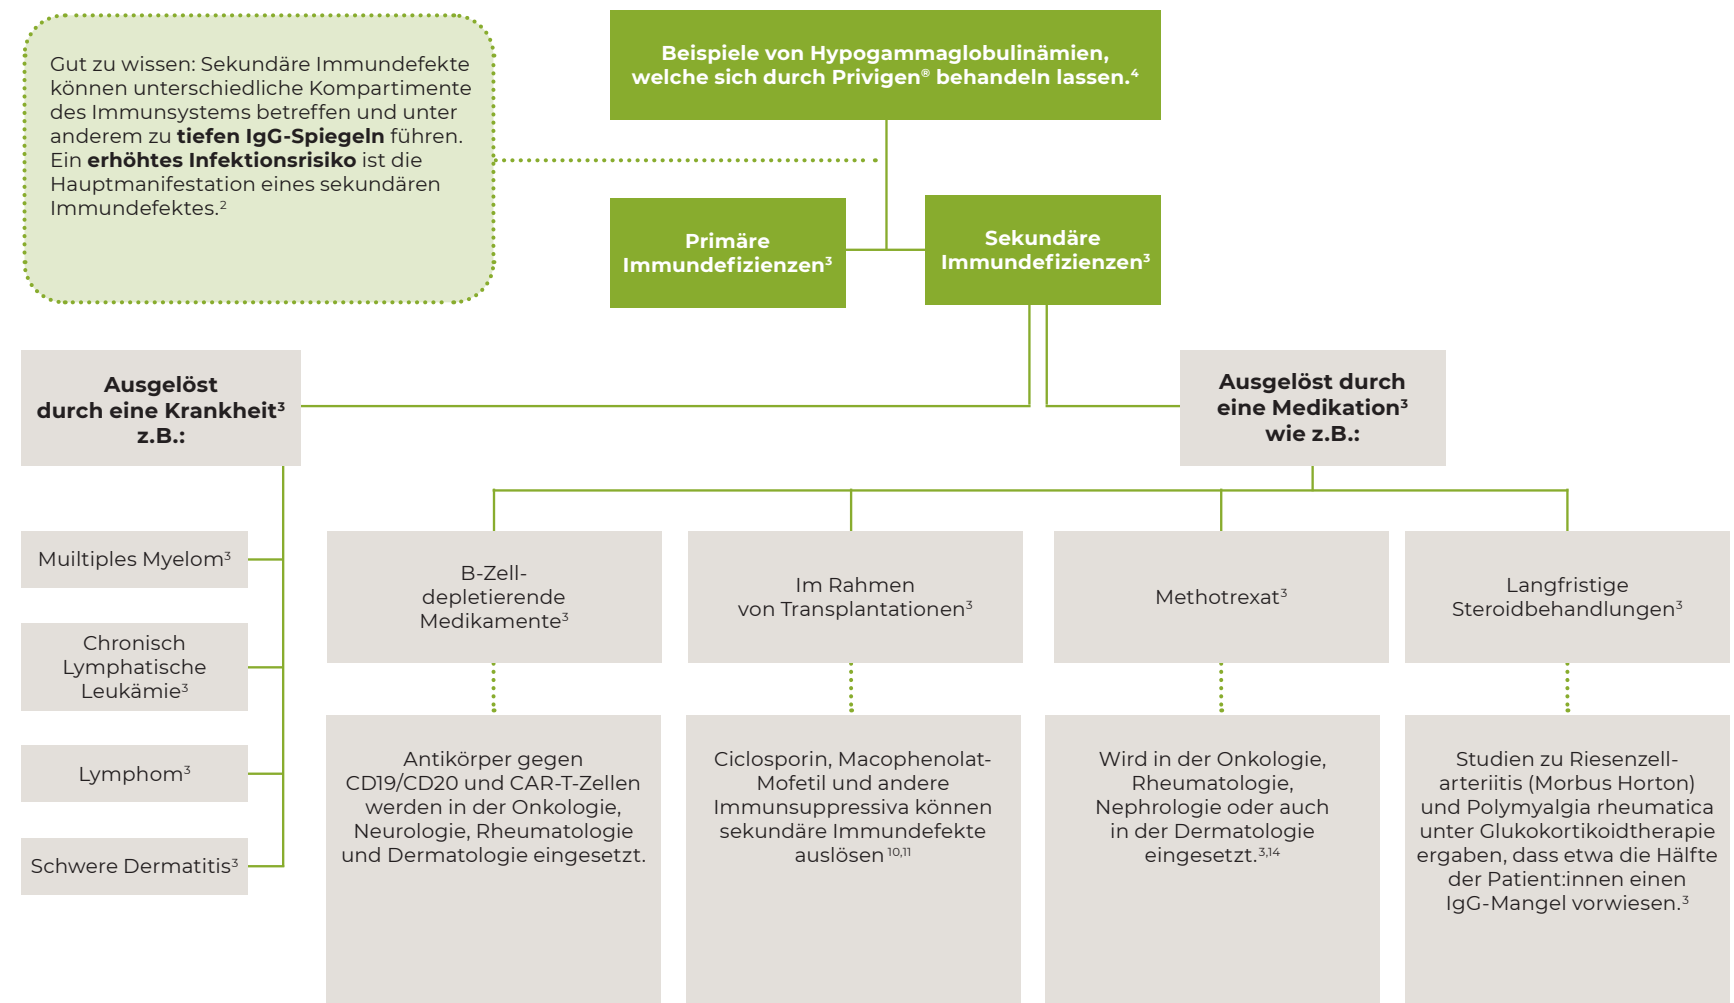 Gut zu wissen: Sekundäre Immundefekte
können unterschiedliche Kompartimente
des Immunsystems betreffen und unter
anderem zu tiefen IgG-Spiegeln führen.
Ein erhöhtes Infektionsrisiko ist die
Hauptmanifestation eines sekundären
Immundefektes.²
Beispiele von Hypogammaglobulinämien,
welche sich durch Privigen® behandeln lassen.⁴
Primäre
Immundefizienzen³
Sekundäre
Immundefizienzen³
Ausgelöst
durch eine Krankheit³
z.B.:
Ausgelöst durch
eine Medikation³
wie z.B.:
Muiltiples Myelom³
Chronisch
Lymphatische
Leukämie³
Lymphom³
Schwere Dermatitis³
B-Zell-
depletierende
Medikamente³
Im Rahmen
von Transplantationen³
Methotrexat³
Langfristige
Steroidbehandlungen³
Antikörper gegen
CD19/CD20 und CAR-T-Zellen
werden in der Onkologie,
Neurologie, Rheumatologie
und Dermatologie eingesetzt.
Ciclosporin, Macophenolat-
Mofetil und andere
Immunsuppressiva können
sekundäre Immundefekte
auslösen¹⁰,¹¹
Wird in der Onkologie,
Rheumatologie,
Nephrologie oder auch
in der Dermatologie
eingesetzt.³,¹⁴
Studien zu Riesenzell-
arteriitis (Morbus Horton)
und Polymyalgia rheumatica
unter Glukokortikoidtherapie
ergaben, dass etwa die Hälfte
der Patient:innen einen
IgG-Mangel vorwiesen.³